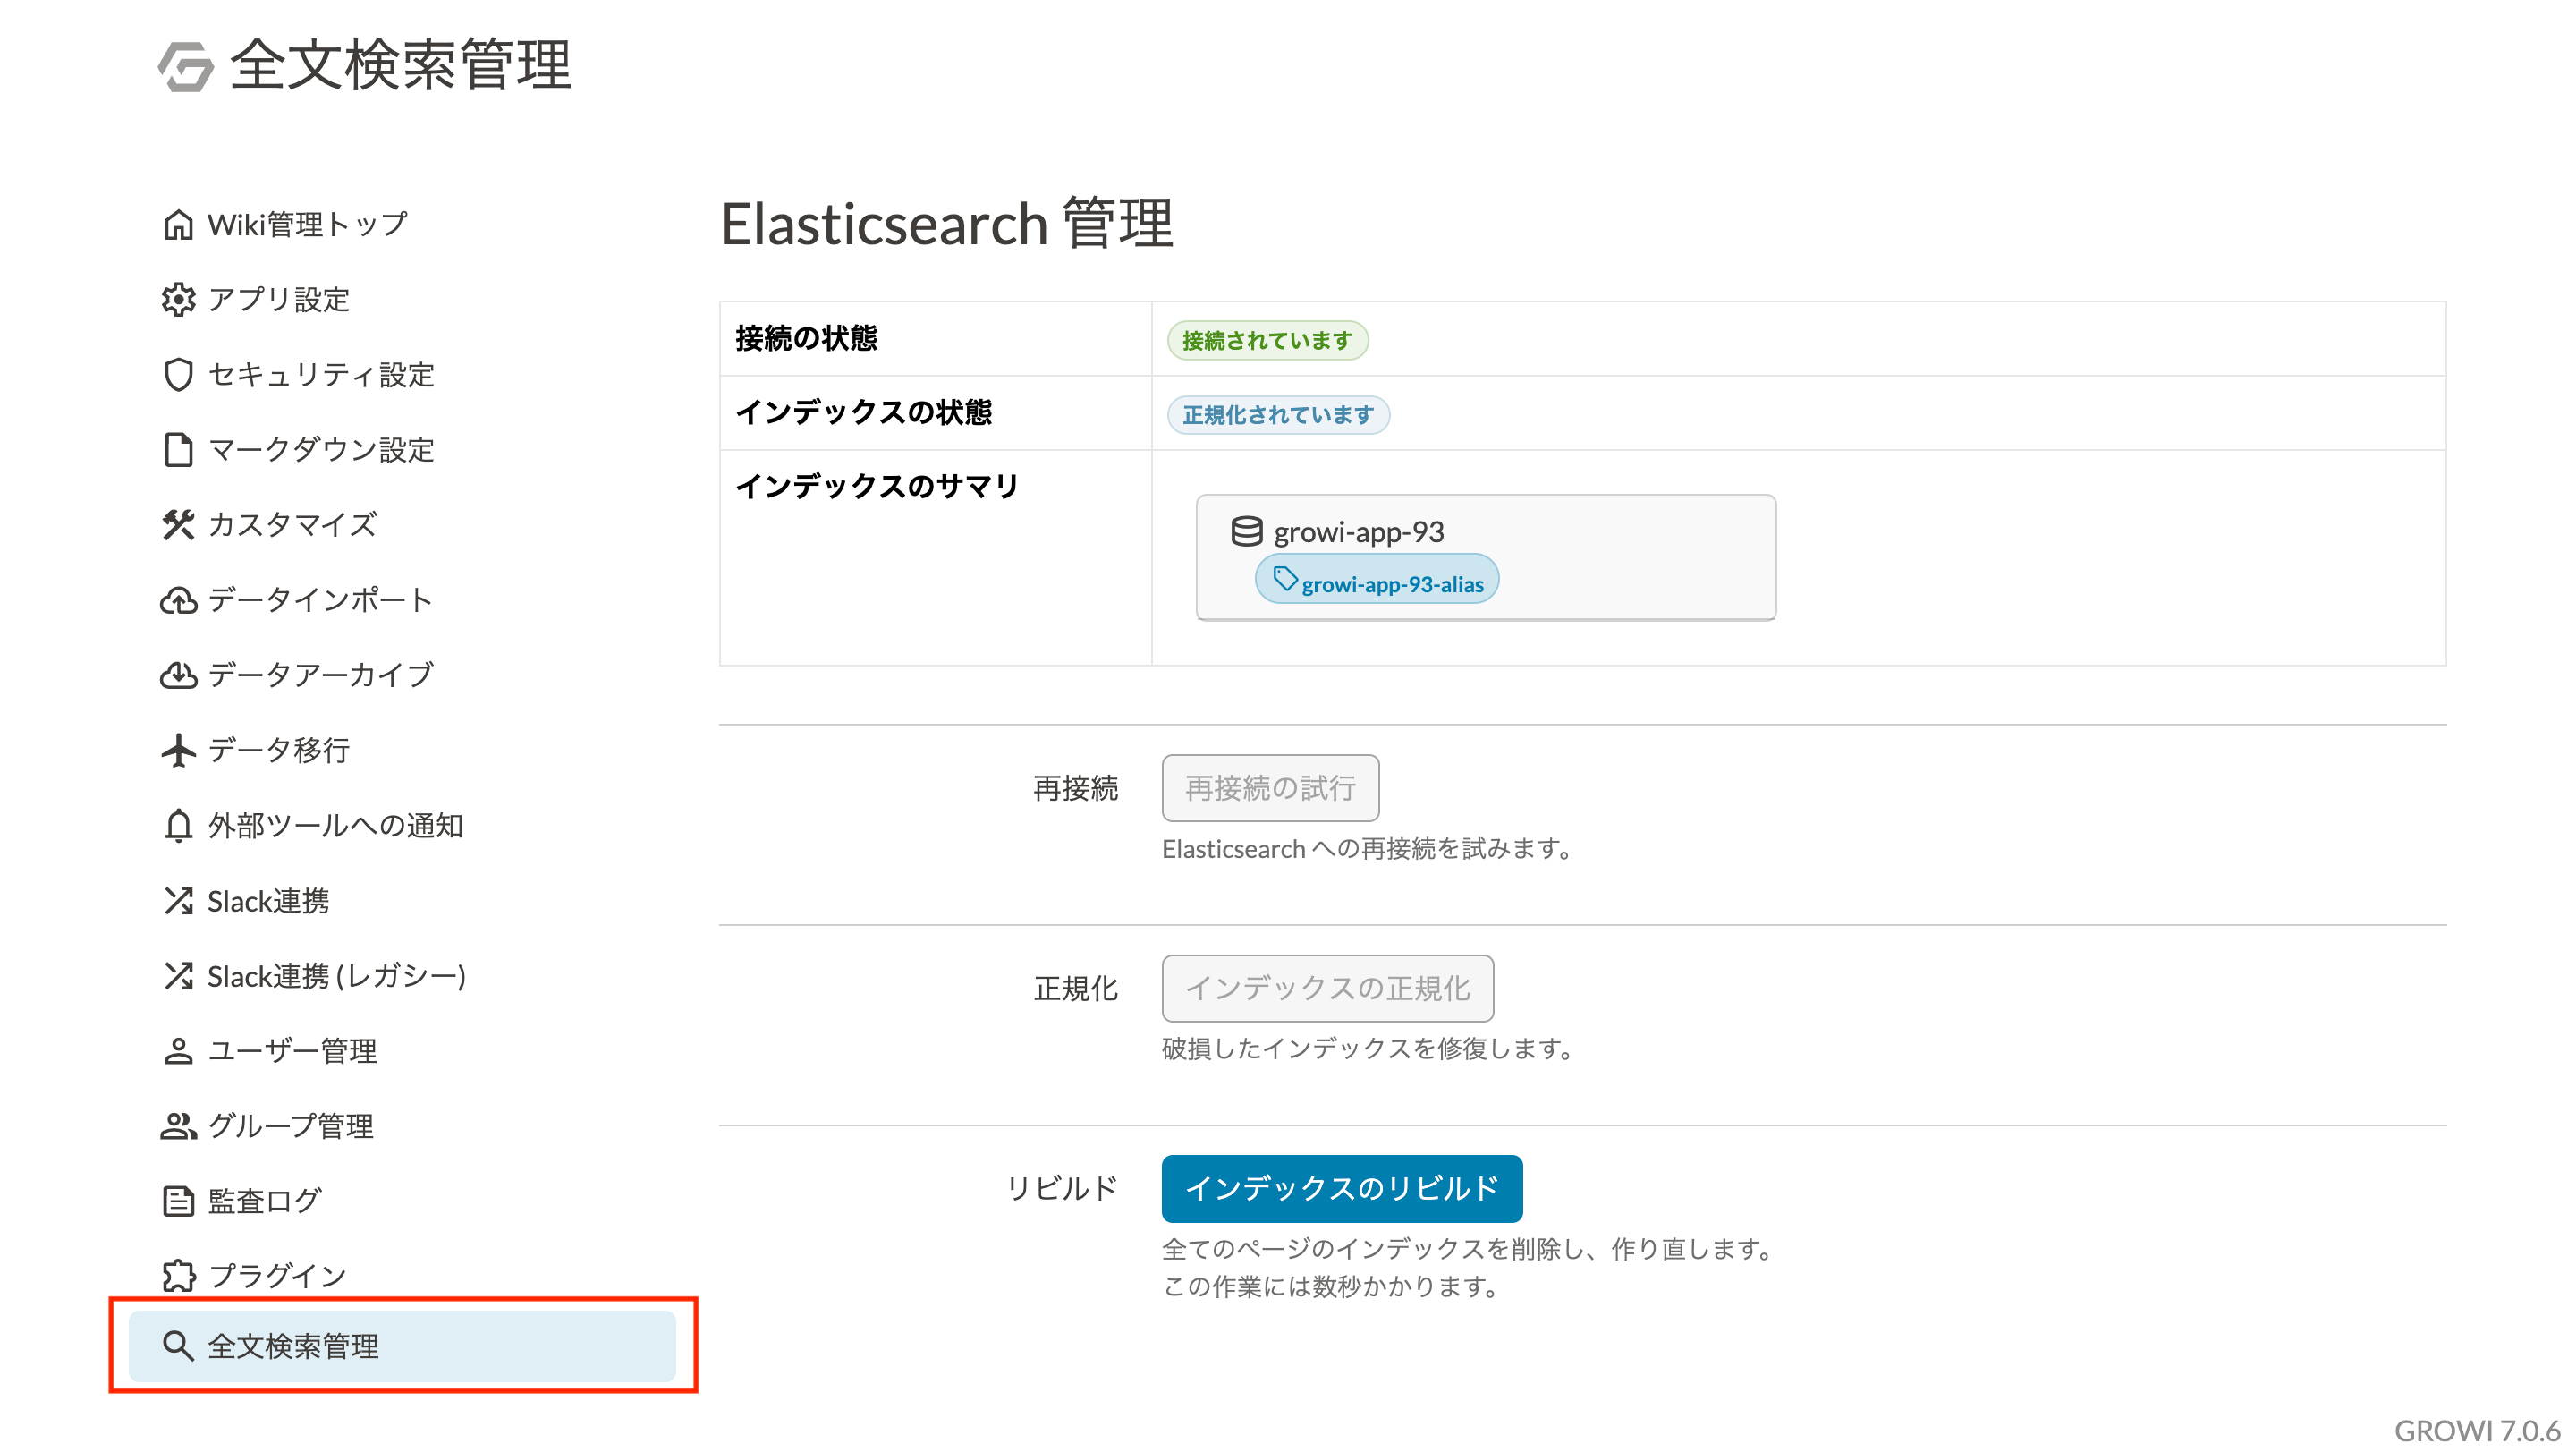 全文検索管理
Wiki管理トップ
アプリ設定
セキュリティ設定
マークダウン設定
カスタマイズ
データインポート
データアーカイブ
データ移行
外部ツールへの通知
Slack連携
Slack連携 (レガシー)
ユーザー管理
グループ管理
監査ログ
プラグイン
全文検索管理
Elasticsearch 管理
接続の状態
接続されています
インデックスの状態
正規化されています
インデックスのサマリ
growi-app-93
growi-app-93-alias
再接続
再接続の試行
Elasticsearch への再接続を試みます。
正規化
インデックスの正規化
破損したインデックスを修復します。
リビルド
インデックスのリビルド
全てのページのインデックスを削除し、作り直します。
この作業には数秒かかります。
GROWI 7.0.6